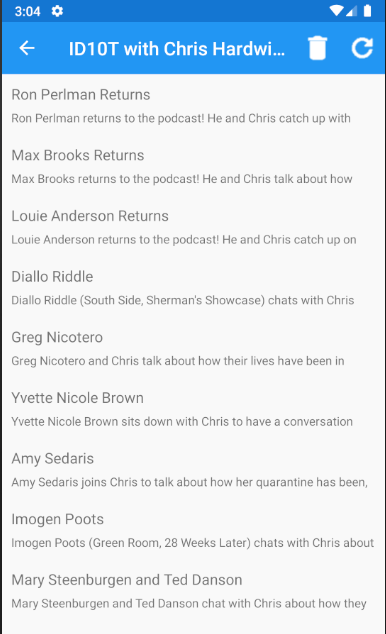 3:04
ID10T with Chris Hardwi...
Ron Perlman Returns
Ron Perlman returns to the podcast! He and Chris catch up with
Max Brooks Returns
Max Brooks returns to the podcast! He and Chris talk about how
Louie Anderson Returns
Louie Anderson returns to the podcast! He and Chris catch up on
Diallo Riddle
Diallo Riddle (South Side, Sherman's Showcase) chats with Chris
Greg Nicotero
Greg Nicotero and Chris talk about how their lives have been in
Yvette Nicole Brown
Yvette Nicole Brown sits down with Chris to have a conversation
Amy Sedaris
Amy Sedaris joins Chris to talk about how her quarantine has been,
Imogen Poots
Imogen Poots (Green Room, 28 Weeks Later) chats with Chris about
Mary Steenburgen and Ted Danson
Mary Steenburgen and Ted Danson chat with Chris about how they